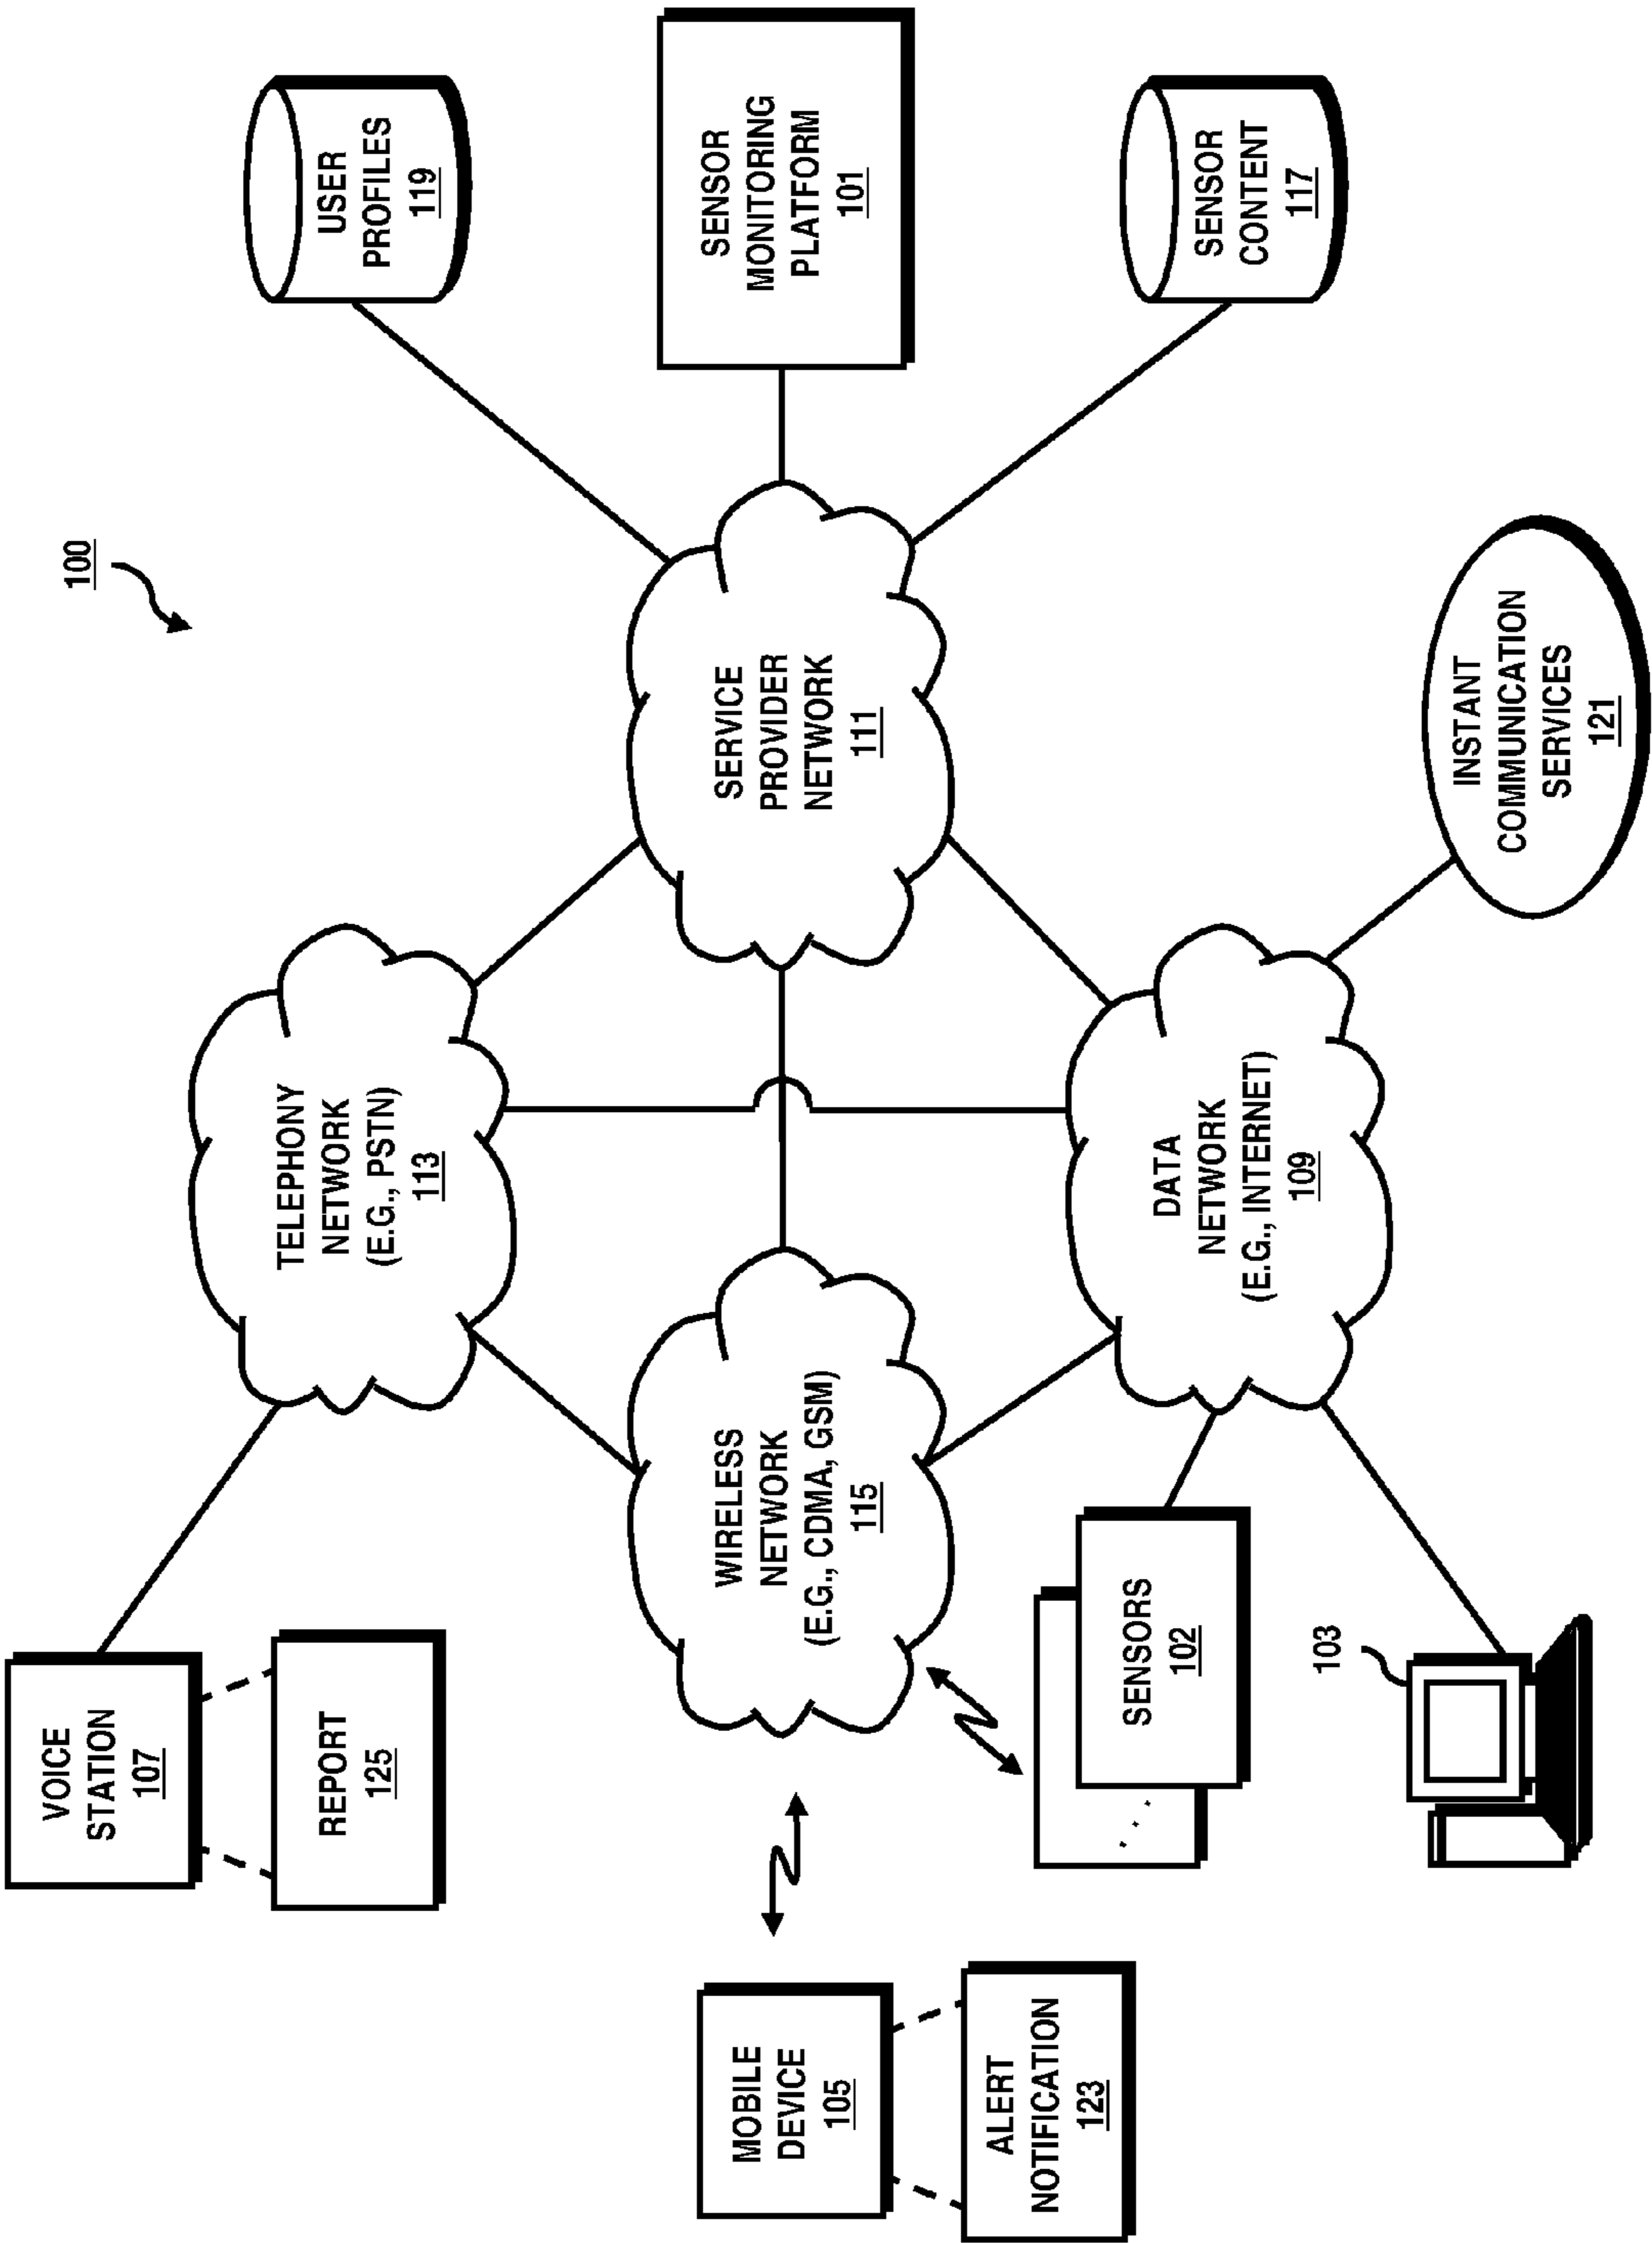 100
VOICE
STATION
107
REPORT
125
TELEPHONY
NETWORK
(E.G., PSTN)
113
USER
PROFILES
119
MOBILE
DEVICE
105
WIRELESS
NETWORK
(E.G., CDMA, GSM)
115
SERVICE
PROVIDER
NETWORK
111
SENSOR
MONITORING
PLATFORM
101
ALERT
NOTIFICATION
123
SENSORS
102
DATA
NETWORK
(E.G., INTERNET)
109
SENSOR
CONTENT
117
103
INSTANT
COMMUNICATION
SERVICES
121